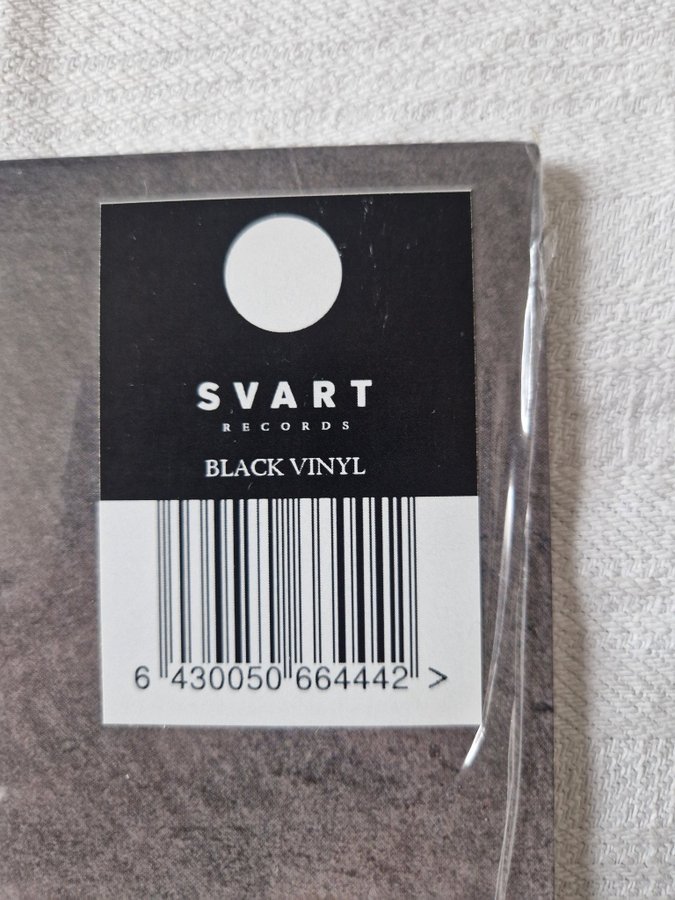 SVART
RECORDS
BLACK VINYL
6 430050 664442 >